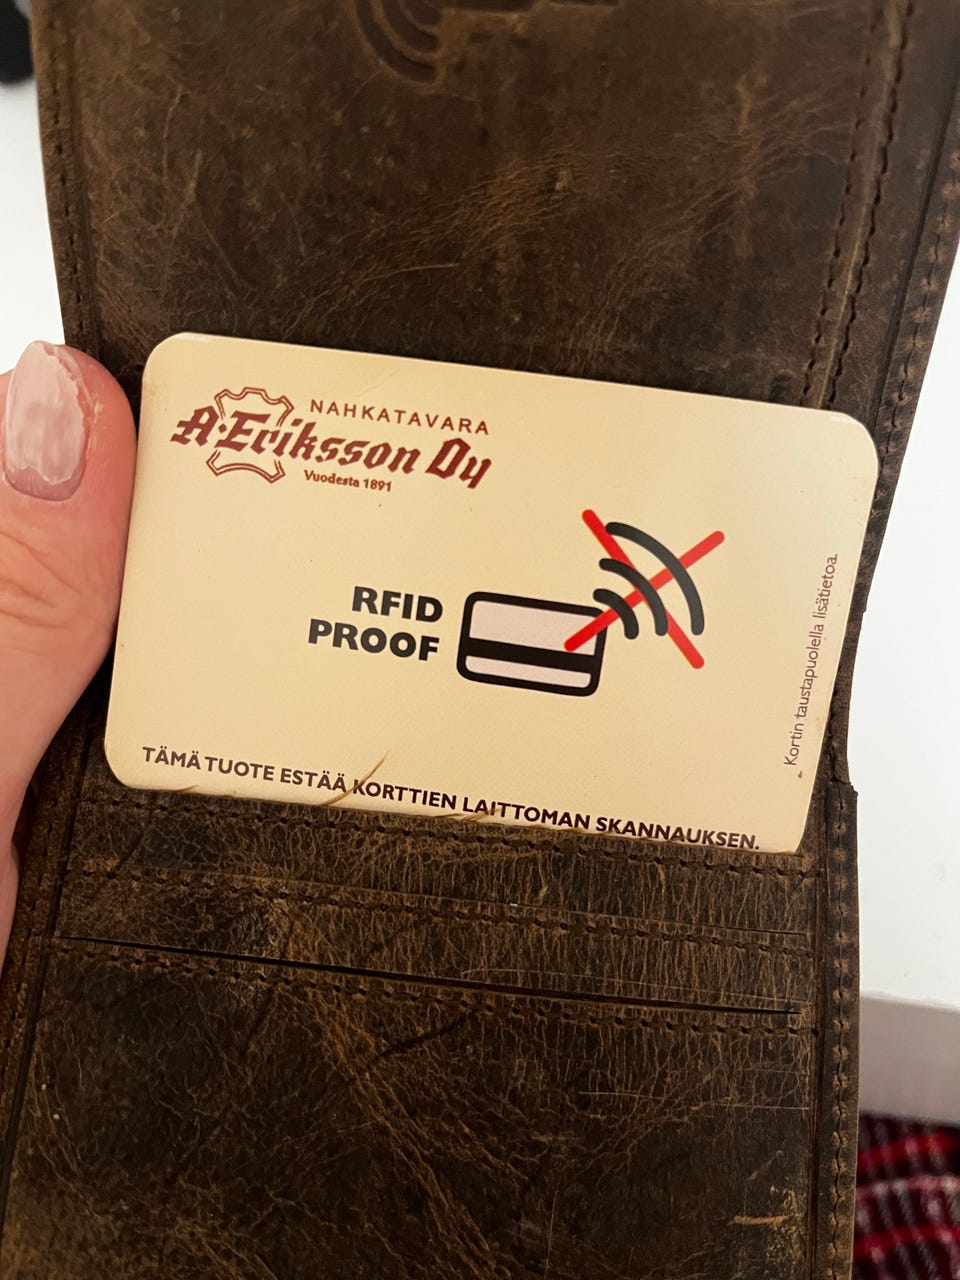 NAHKATAVARA
A. Eriksson Oy
Vuodesta 1891
RFID
PROOF
TÄMÄ TUOTE ESTÄÄ KORTTIEN LAITTOMAN SKANNAUKSEN.
Kortin taustapuolella lisätietoa.